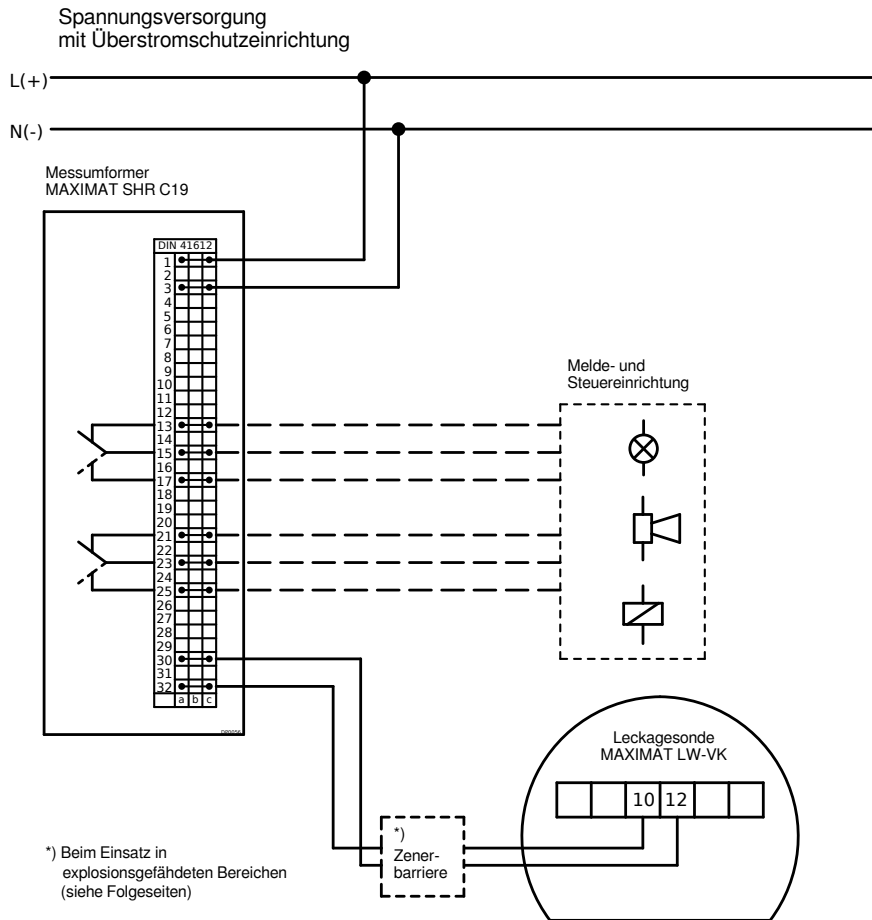 Spannungsversorgung
mit Überstromschutzeinrichtung
L(+)
N(-)
Messumformer
MAXIMAT SHR C19
DIN 41612
1
2
3
4
5
6
7
8
9
10
11
12
13
14
15
16
17
18
19
20
21
22
23
24
25
26
27
28
29
30
31
32
a b c
Melde- und
Steuereinrichtung
Leckagesonde
MAXIMAT LW-VK
10 12
*)
Zener-
barriere
*) Beim Einsatz in
explosionsgefähdeten Bereichen
(siehe Folgeseiten)